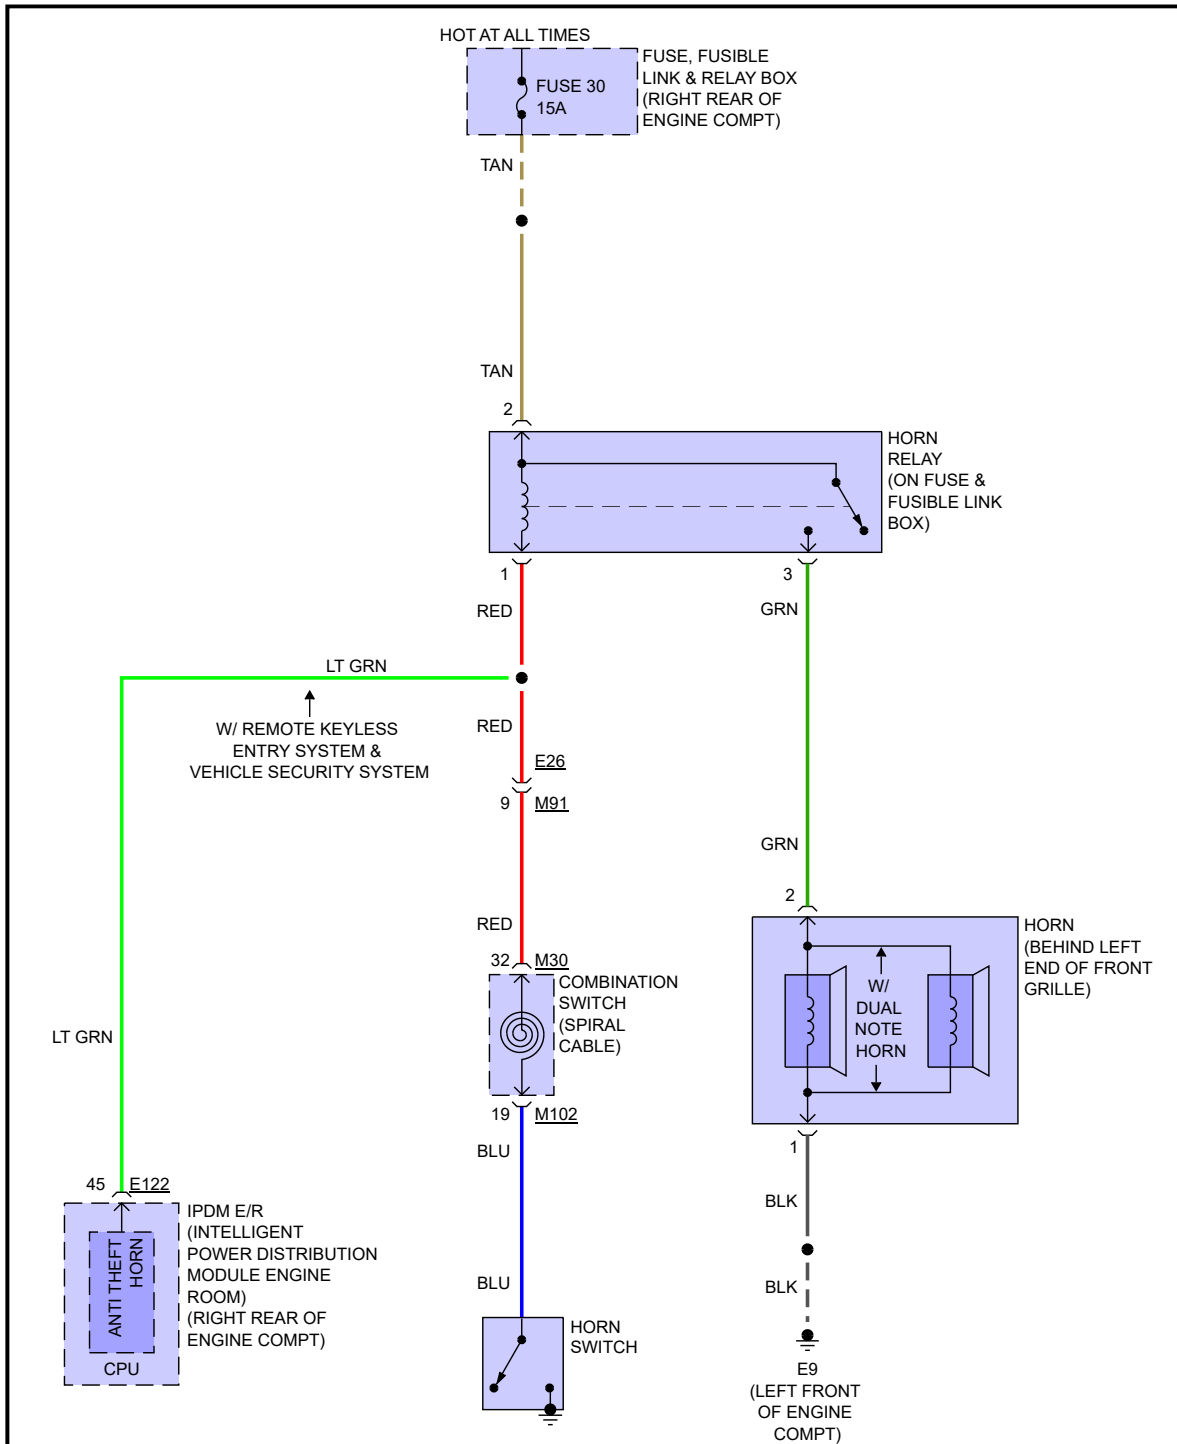 HOT AT ALL TIMES
FUSE 30
15A
FUSE, FUSIBLE
LINK & RELAY BOX
(RIGHT REAR OF
ENGINE COMPT)
TAN
TAN
2
HORN
RELAY
(ON FUSE &
FUSIBLE LINK
BOX)
1
3
RED
GRN
LT GRN
W/ REMOTE KEYLESS
ENTRY SYSTEM &
VEHICLE SECURITY SYSTEM
RED
E26
9
M91
GRN
2
RED
32
M30
COMBINATION
SWITCH
(SPIRAL
CABLE)
HORN
(BEHIND LEFT
END OF FRONT
GRILLE)
W/
DUAL
NOTE
HORN
LT GRN
19
M102
BLU
1
BLK
45
E122
IPDM E/R
(INTELLIGENT
POWER DISTRIBUTION
MODULE ENGINE
ROOM)
(RIGHT REAR OF
ENGINE COMPT)
ANTI THEFT
HORN
CPU
BLU
HORN
SWITCH
BLK
E9
(LEFT FRONT
OF ENGINE
COMPT)